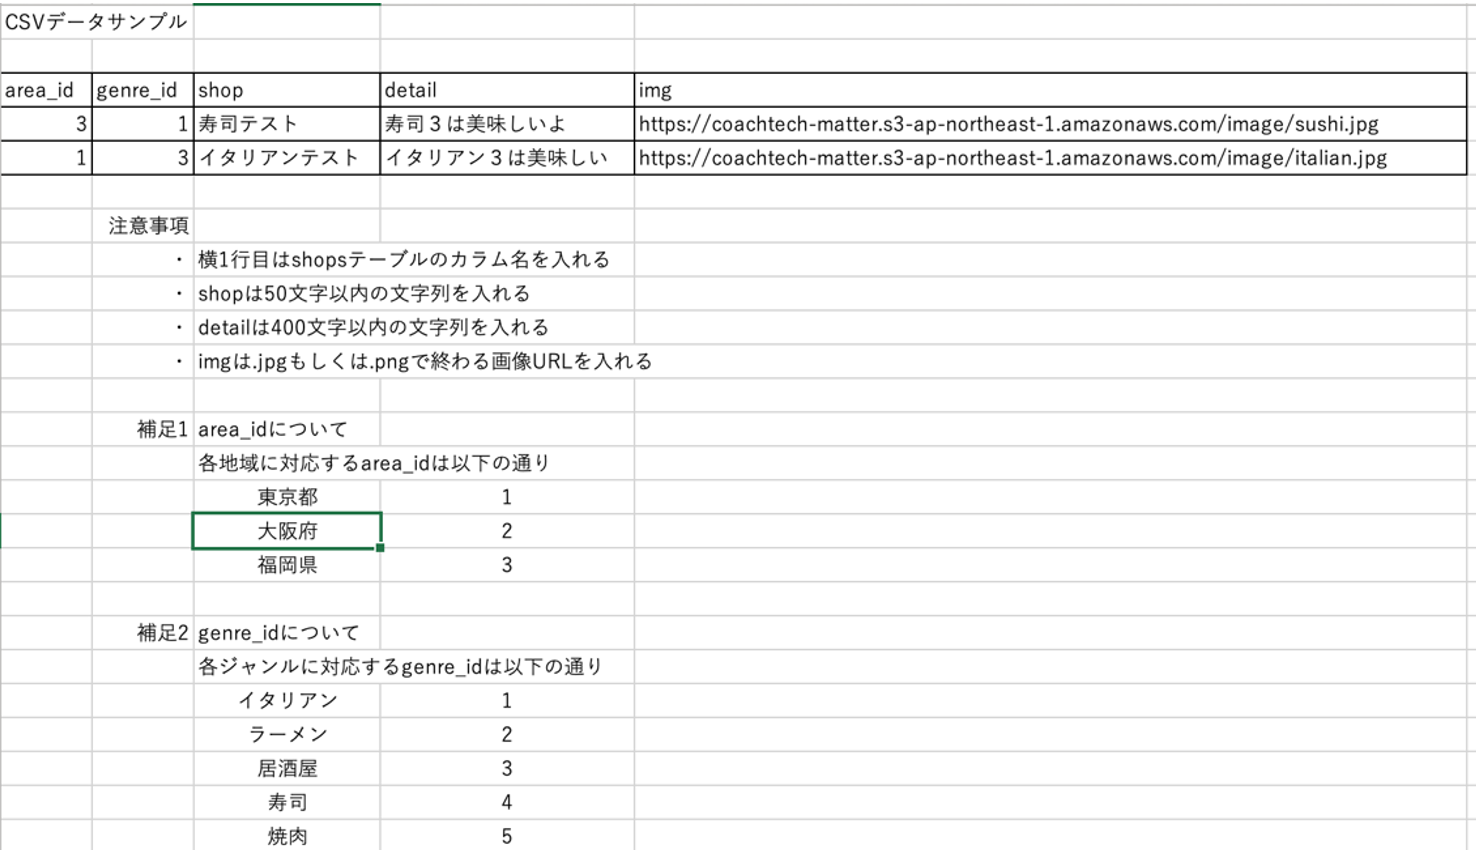 CSVデータサンプル
area_id genre_id shop detail img
3 1 寿司テスト 寿司３は美味しいよ https://coachtech-matter.s3-ap-northeast-1.amazonaws.com/image/sushi.jpg
1 3 イタリアンテスト イタリアン３は美味しい https://coachtech-matter.s3-ap-northeast-1.amazonaws.com/image/italian.jpg
注意事項
・ 横1行目はshopsテーブルのカラム名を入れる
・ shopは50文字以内の文字列を入れる
・ detailは400文字以内の文字列を入れる
・ imgは.jpgもしくは.pngで終わる画像URLを入れる
補足1 area_idについて
各地域に対応するarea_idは以下の通り
東京都 1
大阪府 2
福岡県 3
補足2 genre_idについて
各ジャンルに対応するgenre_idは以下の通り
イタリアン 1
ラーメン 2
居酒屋 3
寿司 4
焼肉 5